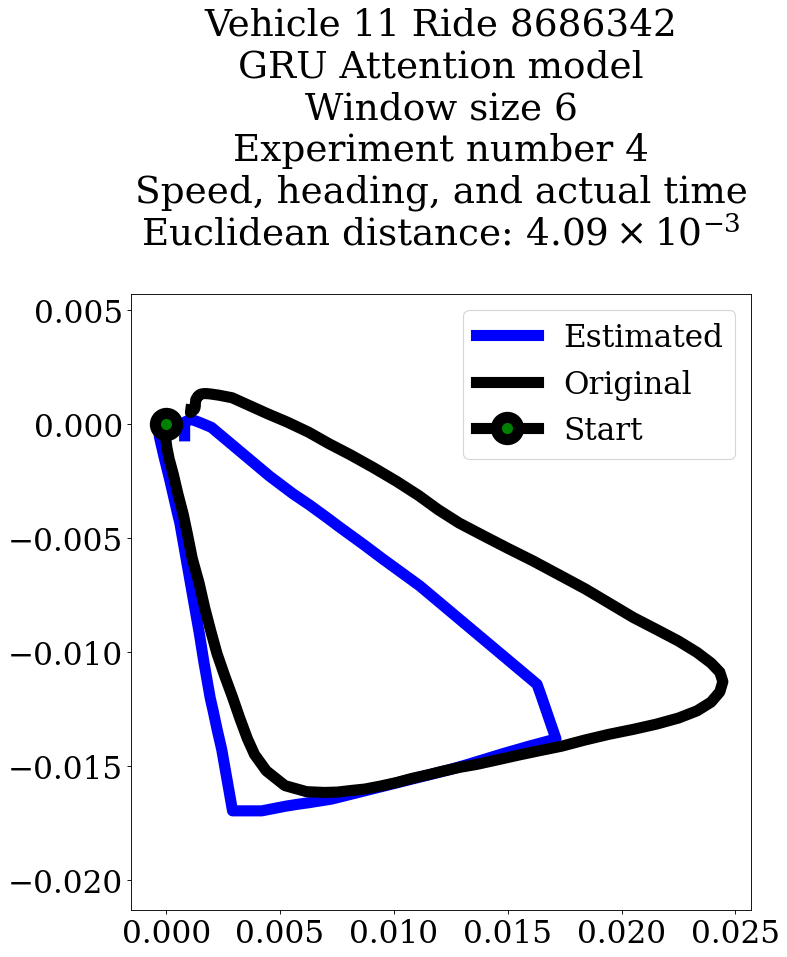 Vehicle 11 Ride 8686342
GRU Attention model
Window size 6
Experiment number 4
Speed, heading, and actual time
Euclidean distance: 4.09 × 10⁻³
Estimated
Original
Start
0.005
0.000
−0.005
−0.010
−0.015
−0.020
0.000 0.005 0.010 0.015 0.020 0.025